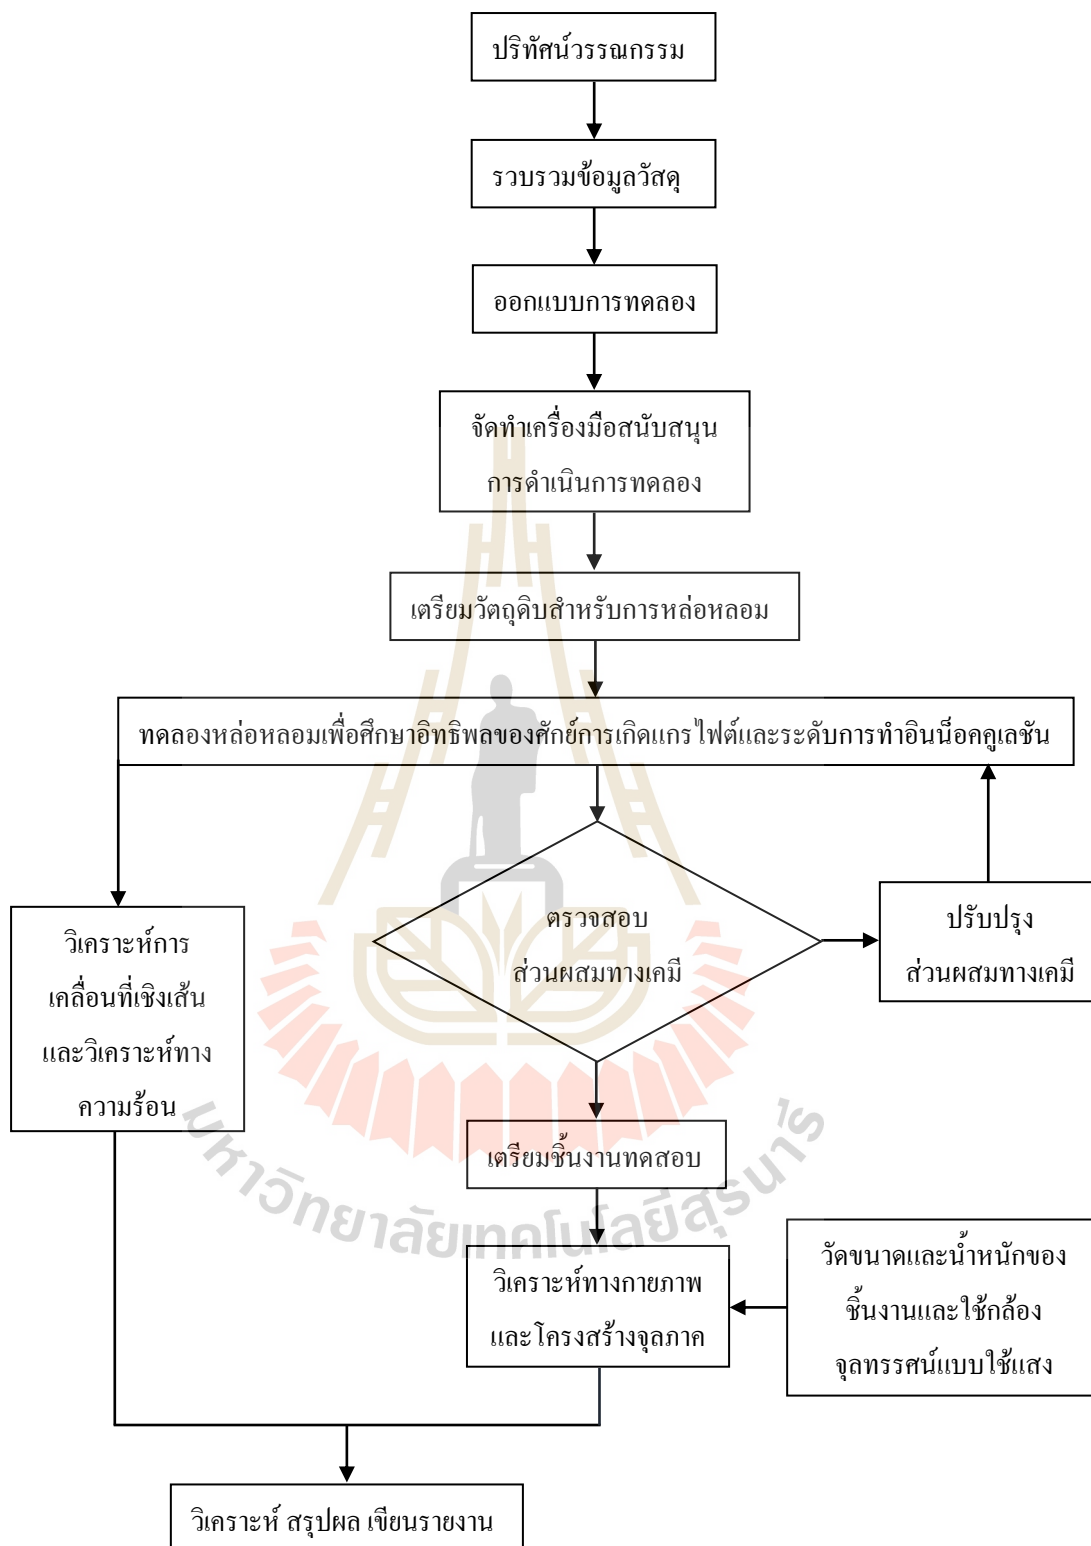 ปริทัศน์วรรณกรรม
รวบรวมข้อมูลวัสดุ
ออกแบบการทดลอง
จัดทำเครื่องมือสนับสนุน
การดำเนินการทดลอง
เตรียมวัตถุดิบสำหรับการหล่อหลอม
ทดลองหล่อหลอมเพื่อศึกษาอิทธิพลของศักย์การเกิดแกรไฟต์และระดับการทำอินน็อคคูเลชัน
ตรวจสอบ
ส่วนผสมทางเคมี
ปรับปรุง
ส่วนผสมทางเคมี
วิเคราะห์การ
เคลื่อนที่เชิงเส้น
และวิเคราะห์ทาง
ความร้อน
เตรียมชิ้นงานทดสอบ
วิเคราะห์ทางกายภาพ
และโครงสร้างจุลภาค
วัดขนาดและน้ำหนักของ
ชิ้นงานและใช้กล้อง
จุลทรรศน์แบบใช้แสง
วิเคราะห์ สรุปผล เขียนรายงาน
มหาวิทยาลัยเทคโนโลยีสุรนารี